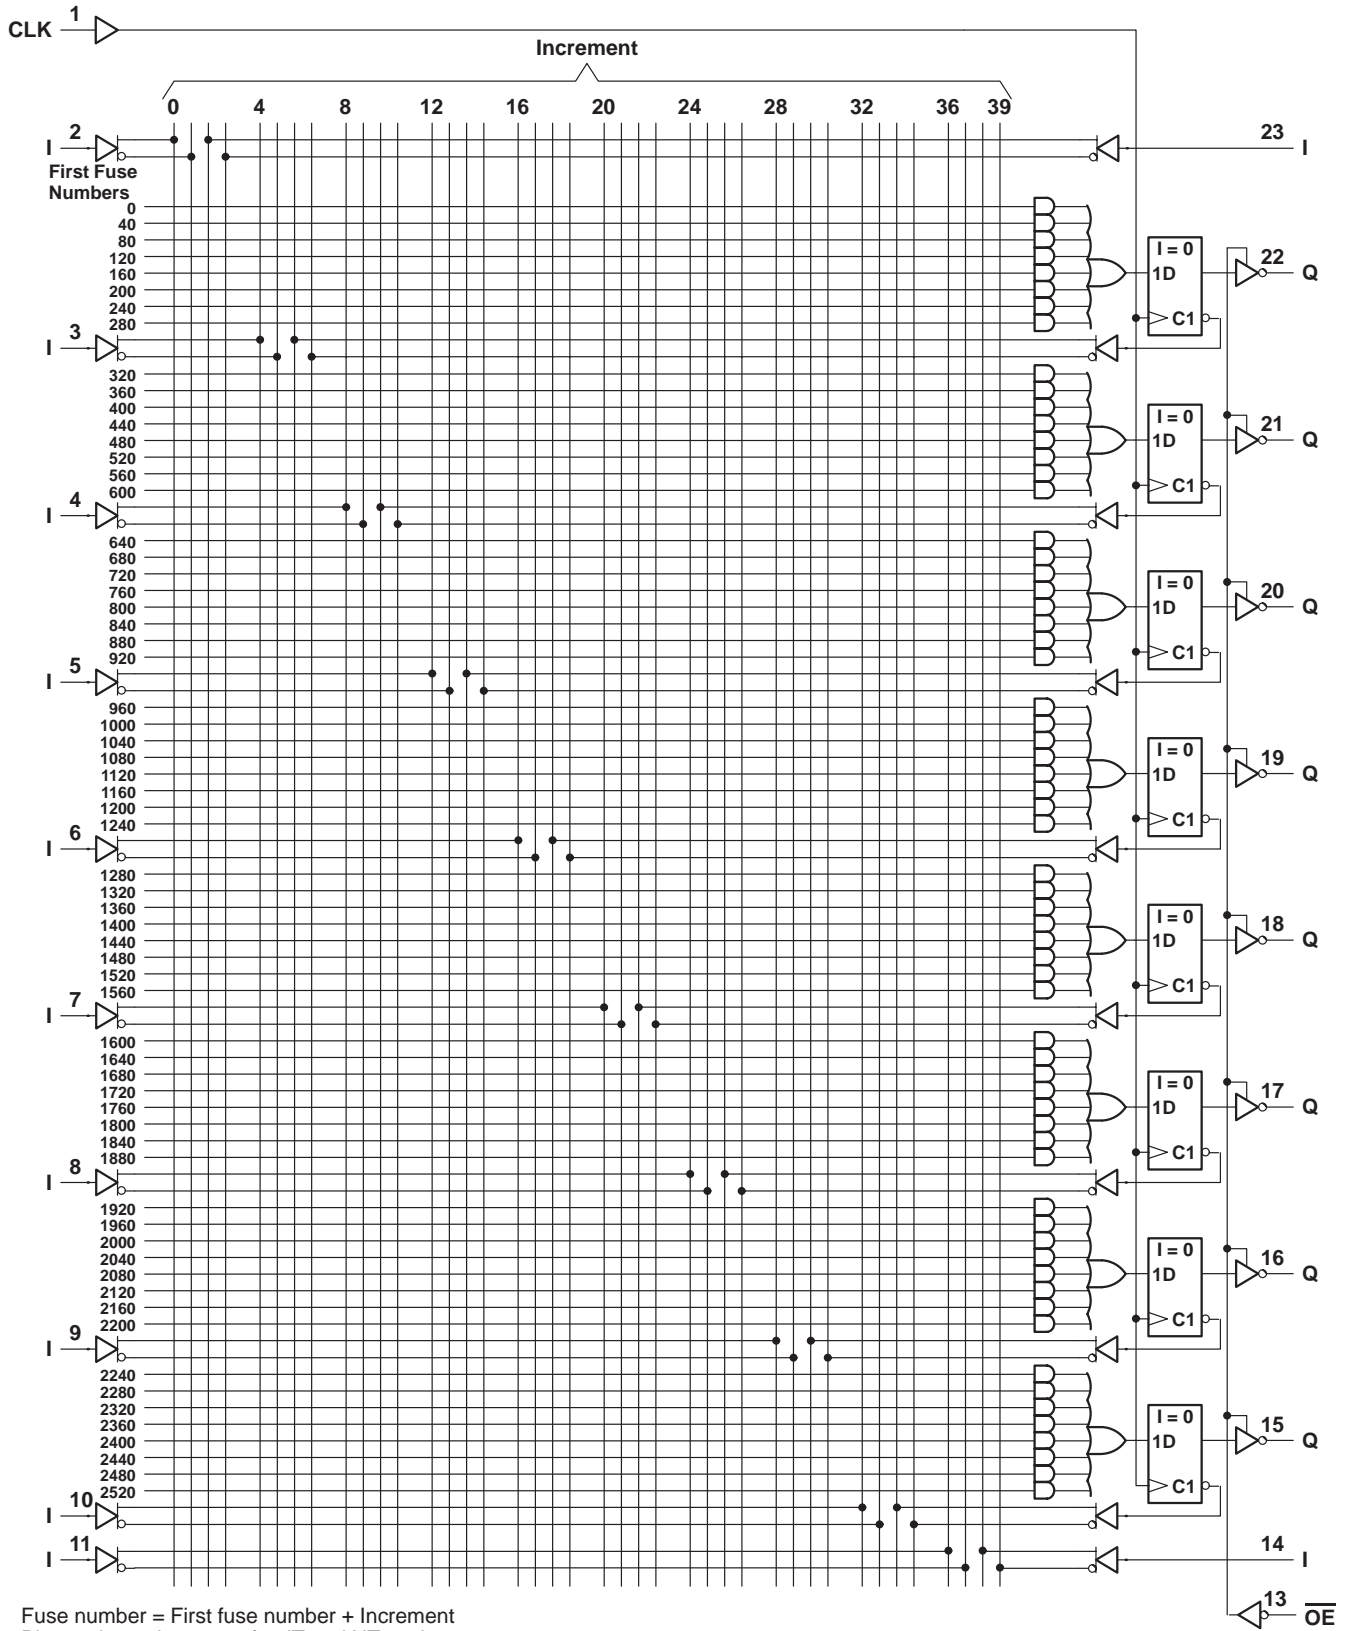 CLK 1
Increment
0 4 8 12 16 20 24 28 32 36 39
I 2 23 I
First Fuse
Numbers
0
40
80
120
160
200
240
280
I = 0
1D
C1
22 Q
I 3
320
360
400
440
480
520
560
600
I = 0
1D
C1
21 Q
I 4
640
680
720
760
800
840
880
920
I = 0
1D
C1
20 Q
I 5
960
1000
1040
1080
1120
1160
1200
1240
I = 0
1D
C1
19 Q
I 6
1280
1320
1360
1400
1440
1480
1520
1560
I = 0
1D
C1
18 Q
I 7
1600
1640
1680
1720
1760
1800
1840
1880
I = 0
1D
C1
17 Q
I 8
1920
1960
2000
2040
2080
2120
2160
2200
I = 0
1D
C1
16 Q
I 9
2240
2280
2320
2360
2400
2440
2480
2520
I = 0
1D
C1
15 Q
I 10
I 11 14 I
13 OE
Fuse number = First fuse number + Increment